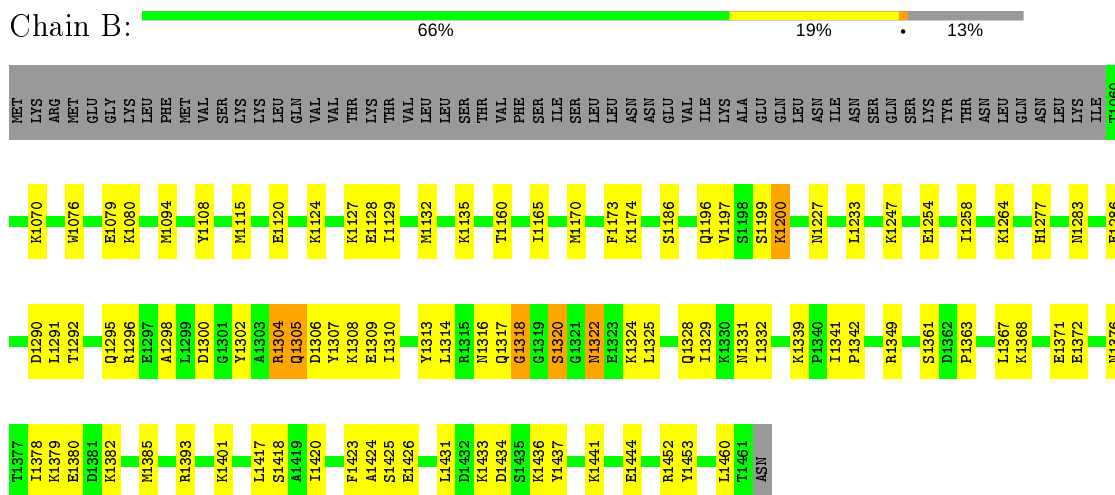 Chain B:
66% 19% • 13%
MET LYS ARG MET GLU GLY LYS LEU PHE MET VAL SER LYS LYS LEU GLN VAL VAL THR LYS THR VAL LEU LEU SER THR VAL PHE SER ILE SER LEU LEU ASN ASN GLU VAL ILE LYS ALA GLU GLN LEU ASN ILE ASN SER GLN SER LYS TYR THR ASN LEU GLN ASN LEU LYS ILE T1060
K1070 W1076 E1079 K1080 M1094 Y1108 M1115 E1120 K1124 K1127 E1128 I1129 M1132 K1135 T1160 I1165 M1170 F1173 K1174 S1186 Q1196 V1197 S1198 S1199 K1200 N1227 L1233 K1247 E1254 I1258 K1264 H1277 N1283 E1286
D1290 L1291 T1292 Q1295 R1296 E1297 A1298 L1299 D1300 G1301 Y1302 A1303 R1304 Q1305 D1306 Y1307 K1308 E1309 I1310 Y1313 L1314 R1315 N1316 Q1317 G1318 G1319 S1320 G1321 N1322 E1323 K1324 L1325 Q1328 I1329 K1330 N1331 I1332 K1339 P1340 I1341 P1342 R1349 S1361 D1362 P1363 L1367 K1368 E1371 E1372 N1376
T1377 I1378 K1379 E1380 D1381 K1382 M1385 R1393 K1401 L1417 S1418 A1419 I1420 F1423 A1424 S1425 E1426 L1431 D1432 K1433 D1434 S1435 K1436 Y1437 K1441 E1444 R1452 Y1453 L1460 T1461 ASN